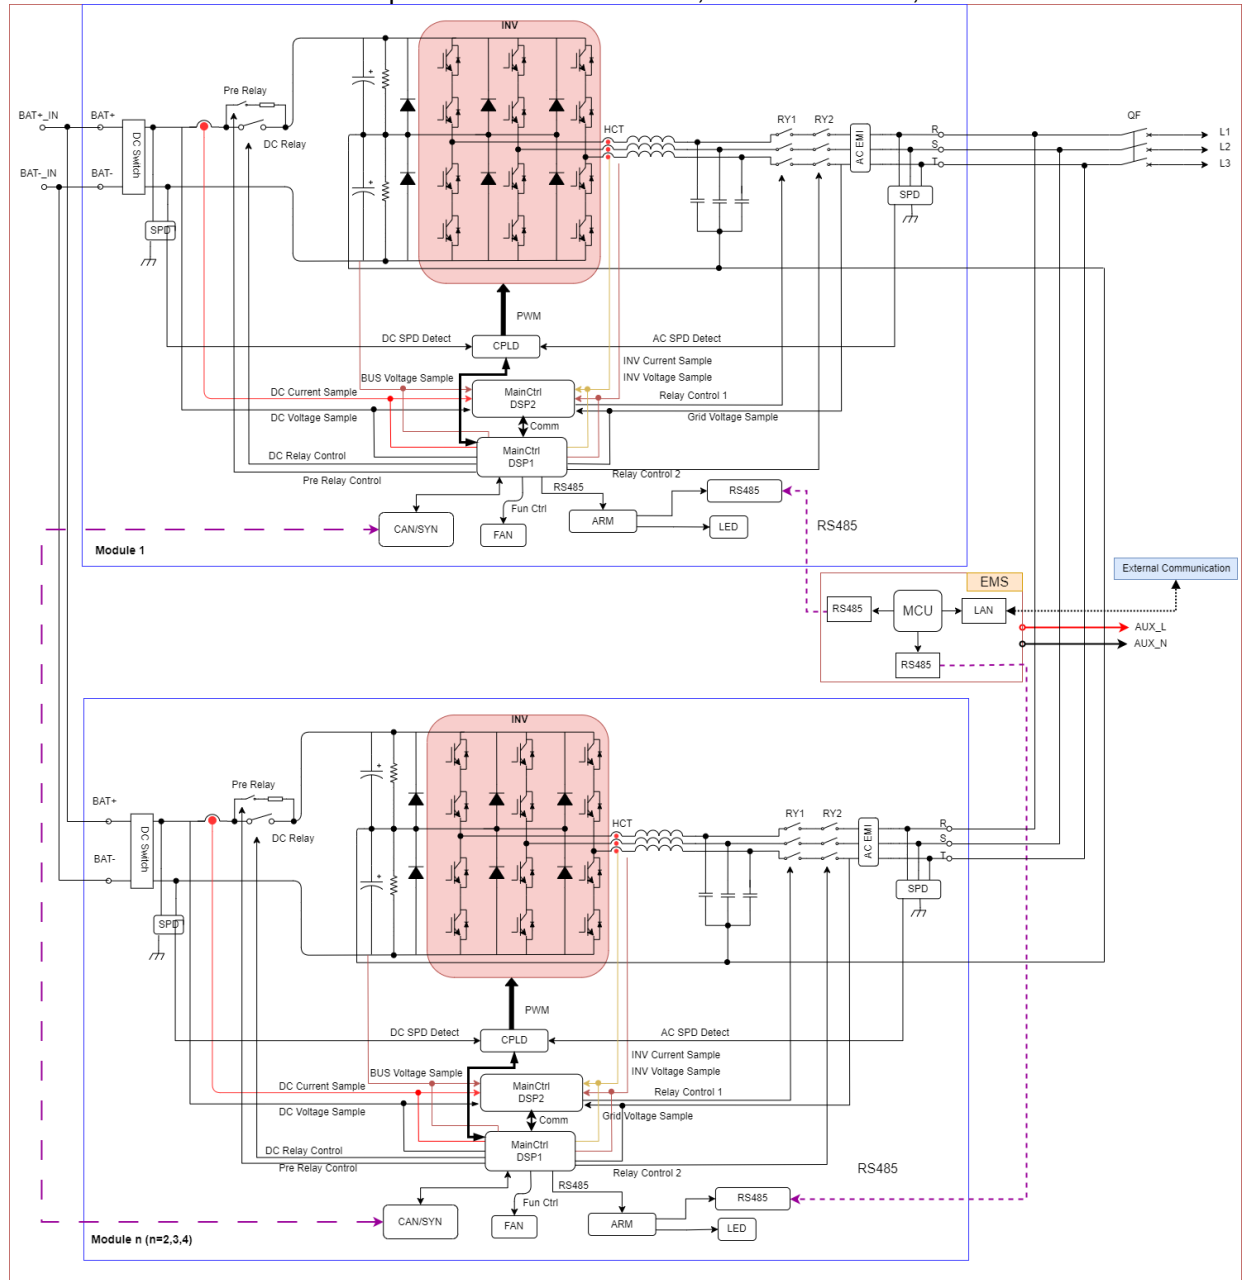 INV
Pre Relay
BAT+_IN
BAT+
DC Relay
DC Switch
BAT-_IN
BAT-
SPD
HCT
RY1
RY2
AC EMI
R
S
T
SPD
QF
L1
L2
L3
PWM
DC SPD Detect
CPLD
AC SPD Detect
INV Current Sample
BUS Voltage Sample
INV Voltage Sample
DC Current Sample
MainCtrl
DSP2
Relay Control 1
DC Voltage Sample
Grid Voltage Sample
Comm
DC Relay Control
MainCtrl
DSP1
Pre Relay Control
Relay Control 2
RS485
RS485
Fun Ctrl
CAN/SYN
FAN
ARM
LED
RS485
Module 1
External Communication
EMS
RS485
MCU
LAN
RS485
AUX_L
AUX_N
INV
Pre Relay
BAT+
DC Relay
DC Switch
BAT-
SPD
HCT
RY1
RY2
AC EMI
R
S
T
SPD
PWM
DC SPD Detect
CPLD
AC SPD Detect
INV Current Sample
BUS Voltage Sample
INV Voltage Sample
DC Current Sample
MainCtrl
DSP2
Relay Control 1
DC Voltage Sample
Grid Voltage Sample
Comm
DC Relay Control
MainCtrl
DSP1
Pre Relay Control
Relay Control 2
RS485
RS485
RS485
Fun Ctrl
CAN/SYN
FAN
ARM
LED
Module n (n=2,3,4)